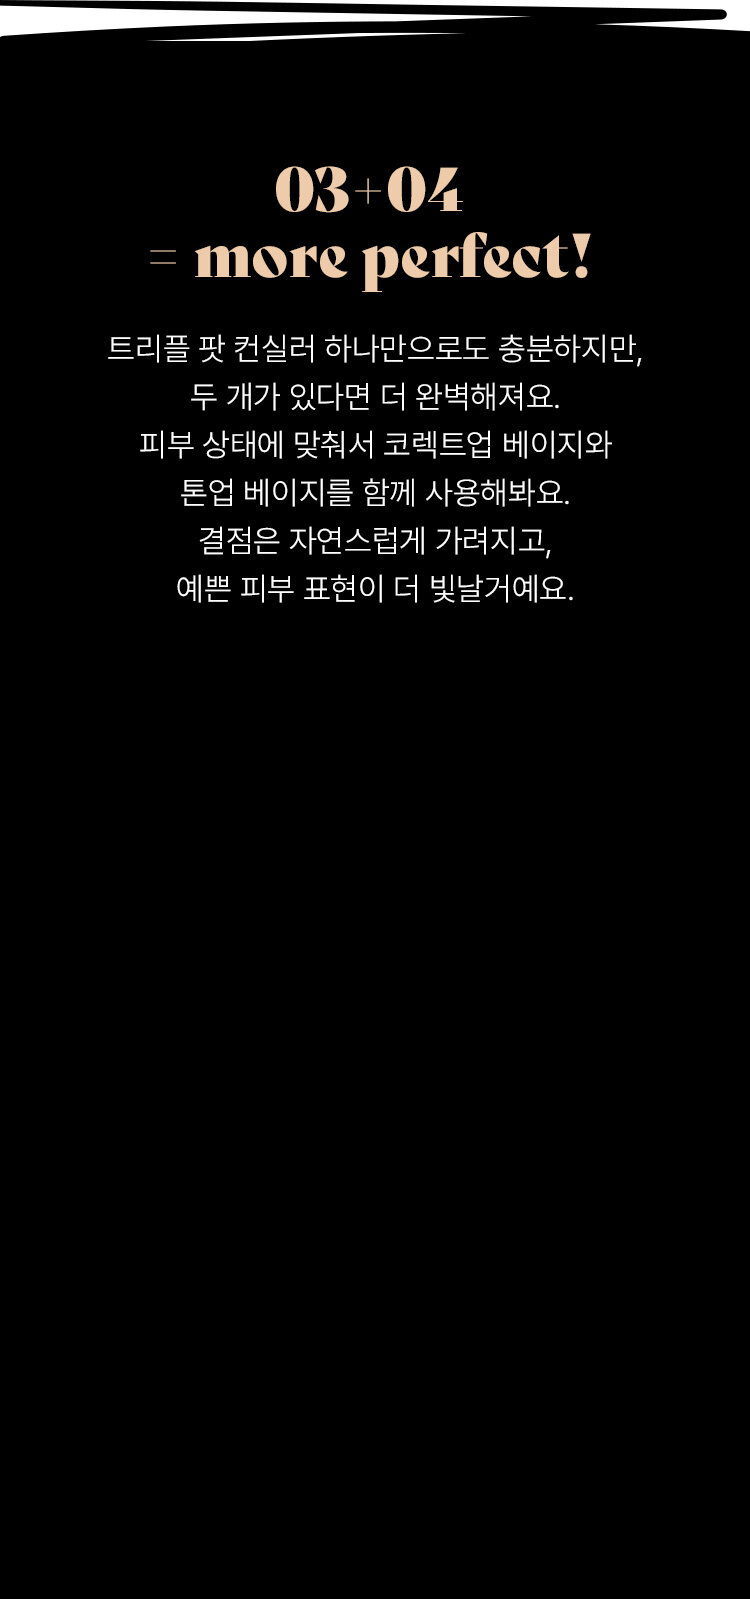 03+04
= more perfect!
트리플 팟 컨실러 하나만으로도 충분하지만,
두 개가 있다면 더 완벽해져요.
피부 상태에 맞춰서 코렉트업 베이지와
톤업 베이지를 함께 사용해봐요.
결점은 자연스럽게 가려지고,
예쁜 피부 표현이 더 빛날거예요.